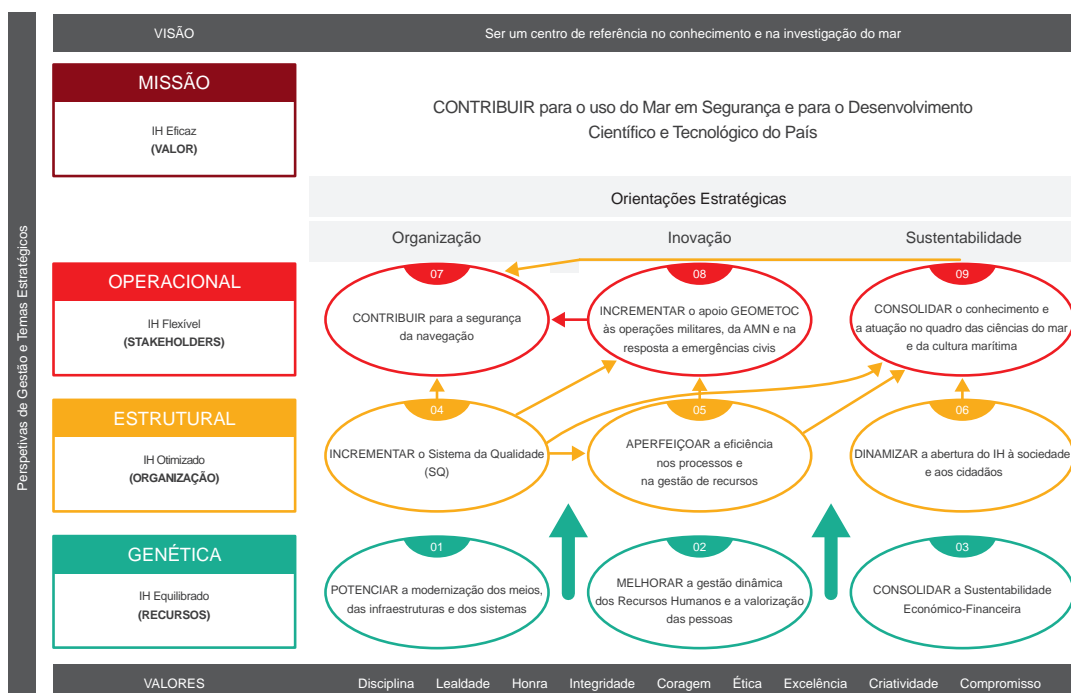 Perspetivas de Gestão e Temas Estratégicos
VISÃO
Ser um centro de referência no conhecimento e na investigação do mar
MISSÃO
IH Eficaz
(VALOR)
CONTRIBUIR para o uso do Mar em Segurança e para o Desenvolvimento
Científico e Tecnológico do País
Orientações Estratégicas
Organização
Inovação
Sustentabilidade
OPERACIONAL
IH Flexível
(STAKEHOLDERS)
07
CONTRIBUIR para a segurança
da navegação
08
INCREMENTAR o apoio GEOMETOC
às operações militares, da AMN e na
resposta a emergências civis
09
CONSOLIDAR o conhecimento e
a atuação no quadro das ciências do mar
e da cultura marítima
ESTRUTURAL
IH Otimizado
(ORGANIZAÇÃO)
04
INCREMENTAR o Sistema da Qualidade
(SQ)
05
APERFEIÇOAR a eficiência
nos processos e
na gestão de recursos
06
DINAMIZAR a abertura do IH à sociedade
e aos cidadãos
GENÉTICA
IH Equilibrado
(RECURSOS)
01
POTENCIAR a modernização dos meios,
das infraestruturas e dos sistemas
02
MELHORAR a gestão dinâmica
dos Recursos Humanos e a valorização
das pessoas
03
CONSOLIDAR a Sustentabilidade
Económico-Financeira
VALORES
Disciplina Lealdade Honra Integridade Coragem Ética Excelência Criatividade Compromisso